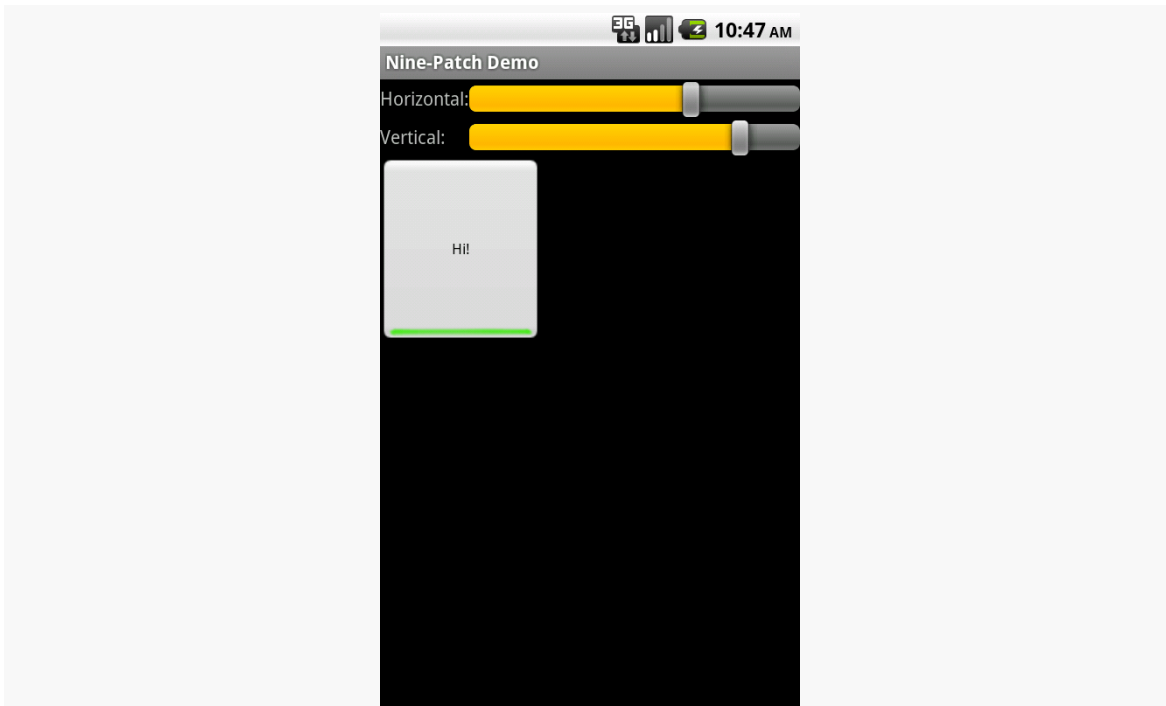 3G 10:47 AM
Nine-Patch Demo
Horizontal:
Vertical:
Hi!